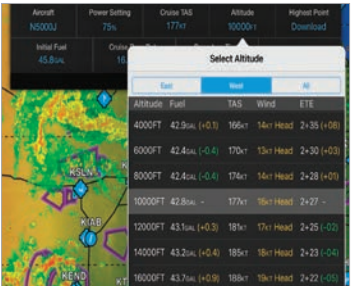 Aircraft Power Setting Cruise TAS Altitude Highest Point
N5000J 75% 177KT 10000FT Download
Initial Fuel Cruise
45.8GAL 16.
Select Altitude
East West All
Altitude Fuel TAS Wind ETE
4000FT 42.9GAL (+0.1) 166KT 14KT Head 2+35 (+08)
6000FT 42.4GAL (-0.4) 170KT 13KT Head 2+30 (+03)
8000FT 42.4GAL (-0.4) 174KT 14KT Head 2+28 (+01)
10000FT 42.8GAL - 177KT 16KT Head 2+27 -
12000FT 43.1GAL (+0.3) 181KT 17KT Head 2+25 (-02)
14000FT 43.2GAL (+0.4) 185KT 18KT Head 2+23 (-04)
16000FT 43.7GAL (+0.9) 188KT 19KT Head 2+22 (-05)
KSLN
KIAB
KEND